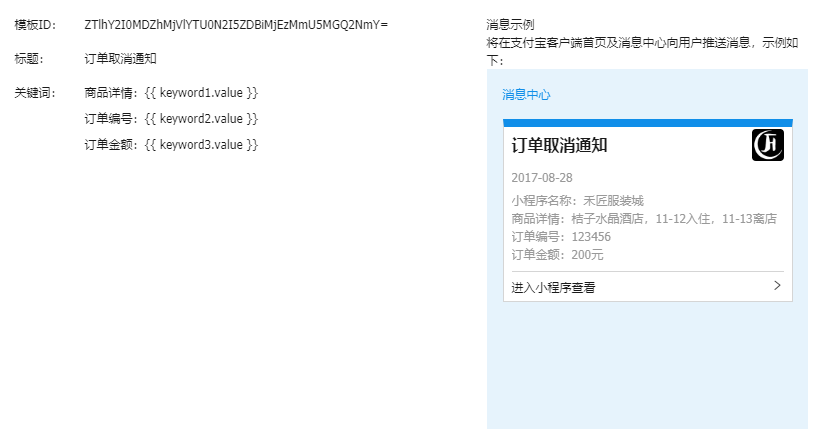 模板ID: ZTlhY2I0MDZhMjVlYTU0N2I5ZDBiMjEzMmU5MGQ2NmY=
标题: 订单取消通知
关键词: 商品详情: {{ keyword1.value }}
订单编号: {{ keyword2.value }}
订单金额: {{ keyword3.value }}
消息示例
将在支付宝客户端首页及消息中心向用户推送消息，示例如
下:
消息中心
订单取消通知
2017-08-28
小程序名称: 禾匠服装城
商品详情: 桔子水晶酒店，11-12入住，11-13离店
订单编号: 123456
订单金额: 200元
进入小程序查看